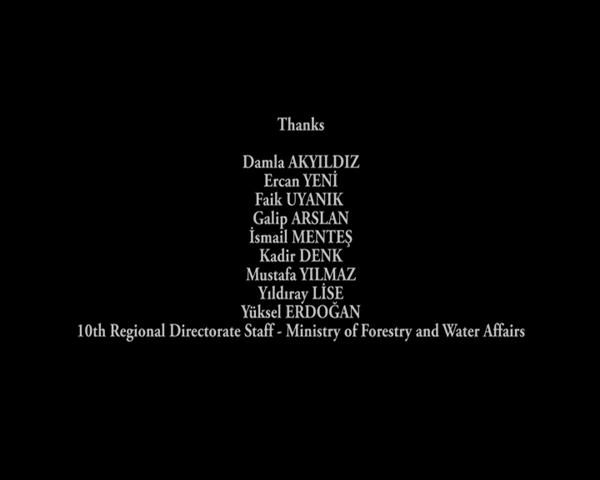 Thanks
Damla AKYILDIZ
Ercan YENİ
Faik UYANIK
Galip ARSLAN
İsmail MENTEŞ
Kadir DENK
Mustafa YILMAZ
Yıldıray LİSE
Yüksel ERDOĞAN
10th Regional Directorate Staff - Ministry of Forestry and Water Affairs